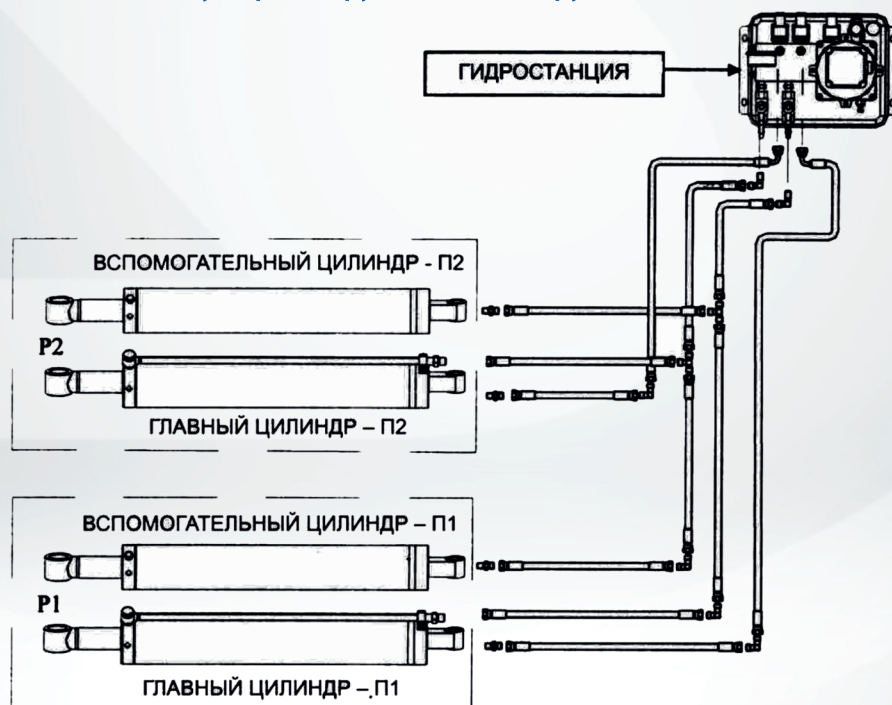 ГИДРОСТАНЦИЯ
ВСПОМОГАТЕЛЬНЫЙ ЦИЛИНДР - П2
P2
ГЛАВНЫЙ ЦИЛИНДР – П2
ВСПОМОГАТЕЛЬНЫЙ ЦИЛИНДР – П1
P1
ГЛАВНЫЙ ЦИЛИНДР – П1